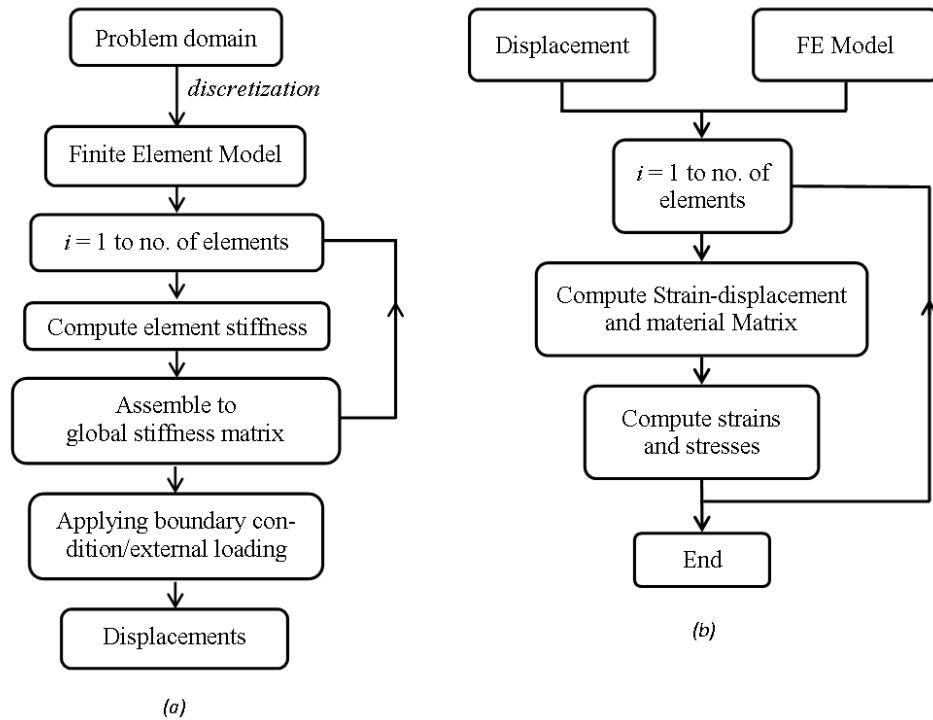 Problem domain
discretization
Finite Element Model
i = 1 to no. of elements
Compute element stiffness
Assemble to
global stiffness matrix
Applying boundary con-
dition/external loading
Displacements
(a)
Displacement
FE Model
i = 1 to no. of
elements
Compute Strain-displacement
and material Matrix
Compute strains
and stresses
End
(b)